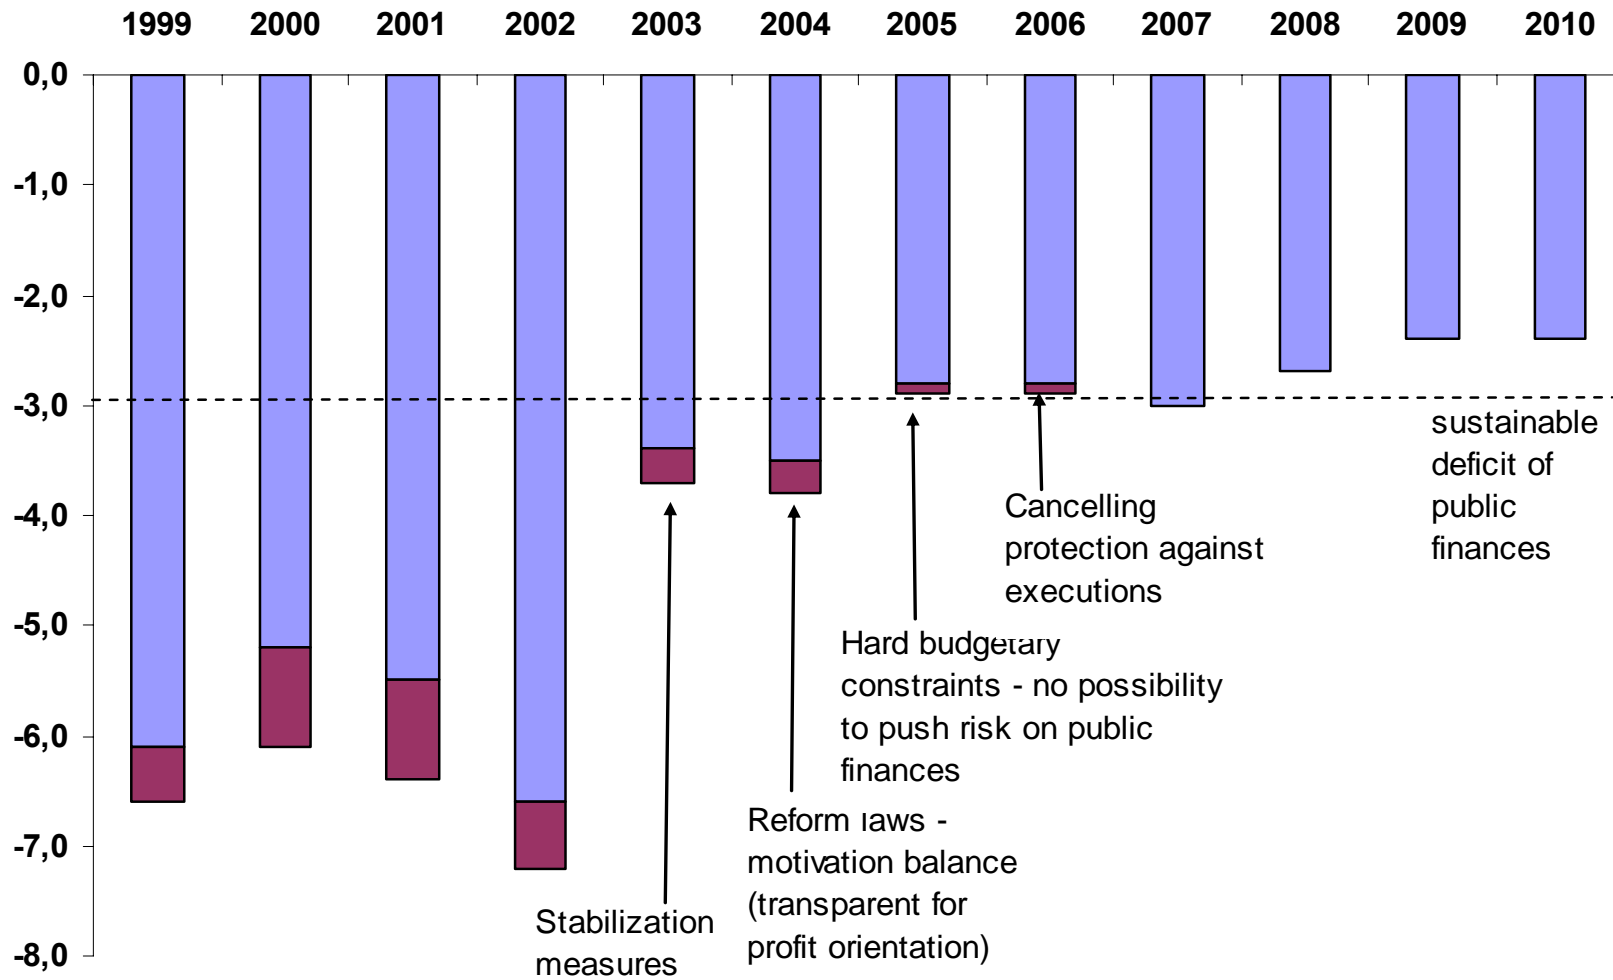 1999 2000 2001 2002 2003 2004 2005 2006 2007 2008 2009 2010
0,0
-1,0
-2,0
-3,0
-4,0
-5,0
-6,0
-7,0
-8,0
sustainable
deficit of
public
finances
Cancelling
protection against
executions
Hard budgetary
constraints - no possibility
to push risk on public
finances
Reform laws -
motivation balance
(transparent for
profit orientation)
Stabilization
measures